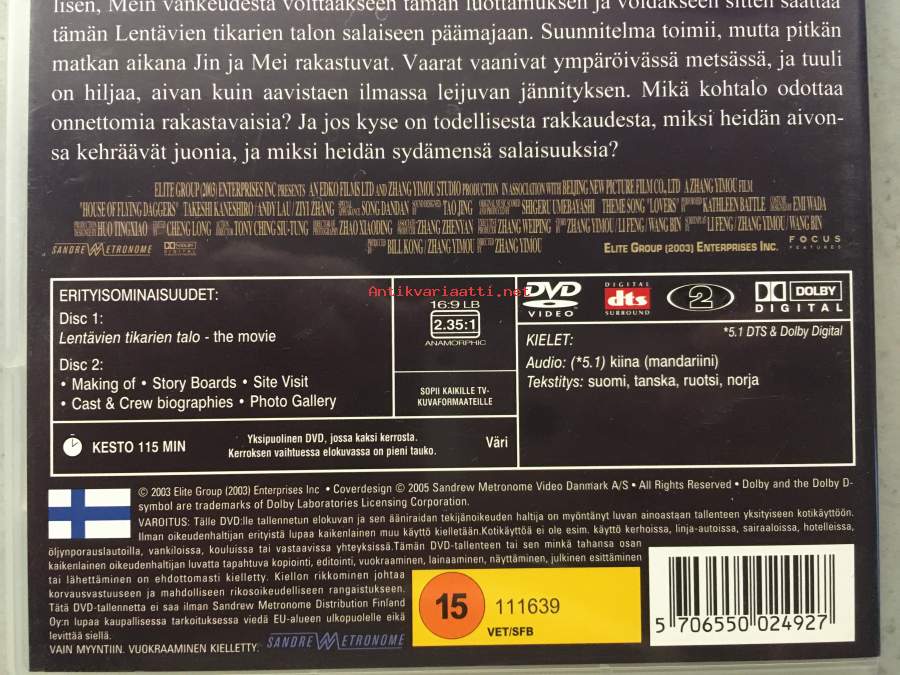 lisen, Mein vankeudesta voittaakseen tämän luottamuksen ja voidakseen sitten saattaa
tämän Lentävien tikarien talon salaiseen päämajaan. Suunnitelma toimii, mutta pitkän
matkan aikana Jin ja Mei rakastuvat. Vaarat vaanivat ympäröivässä metsässä, ja tuuli
on hiljaa, aivan kuin aavistaen ilmassa leijuvan jännityksen. Mikä kohtalo odottaa
onnettomia rakastavaisia? Ja jos kyse on todellisesta rakkaudesta, miksi heidän aivon-
sa kehräävät juonia, ja miksi heidän sydämensä salaisuuksia?
ELITE GROUP (2003) ENTERPRISES INC PRESENTS AN EDKO FILMS LTD AND ZHANG YIMOU STUDIO PRODUCTION IN ASSOCIATION WITH BEIJING NEW PICTURE FILM CO., LTD A ZHANG YIMOU FILM
"HOUSE OF FLYING DAGGERS" TAKESHI KANESHIRO / ANDY LAU / ZIYI ZHANG SONG DANDAN TAO JING SHIGERU UMEBAYASHI THEME SONG "LOVERS" KATHLEEN BATTLE EMI WADA
HUO TINGXIAO CHENG LONG TONY CHING SIU-TUNG ZHAO XIAODING ZHANG ZHENYAN ZHANG WEIPING ZHANG YIMOU / LI FENG / WANG BIN LI FENG / ZHANG YIMOU / WANG BIN
BILL KONG / ZHANG YIMOU ZHANG YIMOU
SANDRE METRONOME DOLBY DIGITAL ELITE GROUP (2003) ENTERPRISES INC. FOCUS FEATURES
Antikvariaatti.net
ERITYISOMINAISUUDET:
Disc 1:
Lentävien tikarien talo - the movie
Disc 2:
• Making of • Story Boards • Site Visit
• Cast & Crew biographies • Photo Gallery
16:9 LB
2.35:1
ANAMORPHIC
SOPII KAIKILLE TV-
KUVAFORMAATEILLE
KESTO 115 MIN
Yksipuolinen DVD, jossa kaksi kerrosta.
Kerroksen vaihtuessa elokuvassa on pieni tauko.
Väri
DVD
VIDEO
DIGITAL
dts
SURROUND
2
DOLBY
DIGITAL
*5.1 DTS & Dolby Digital
KIELET:
Audio: (*5.1) kiina (mandariini)
Tekstitys: suomi, tanska, ruotsi, norja
© 2003 Elite Group (2003) Enterprises Inc • Coverdesign © 2005 Sandrew Metronome Video Danmark A/S • All Rights Reserved • Dolby and the Dolby D-
symbol are trademarks of Dolby Laboratories Licensing Corporation.
VAROITUS: Tälle DVD:lle tallennetun elokuvan ja sen ääniraidan tekijänoikeuden haltija on myöntänyt luvan ainoastaan tallenteen yksityiseen kotikäyttöön.
Ilman oikeudenhaltijan erityistä lupaa kaikenlainen muu käyttö kielletään.Kotikäyttöä ei ole esim. käyttö kerhoissa, linja-autoissa, sairaaloissa, hotelleissa,
öljynporauslautoilla, vankiloissa, kouluissa tai vastaavissa yhteyksissä.Tämän DVD-tallenteen tai sen minkä tahansa osan
kaikenlainen oikeudenhaltijan luvatta tapahtuva kopiointi, editointi, vuokraaminen, lainaaminen, näyttäminen, julkinen esittäminen
tai lähettäminen on ehdottomasti kielletty. Kiellon rikkominen johtaa
korvausvastuuseen ja mahdolliseen rikosoikeudelliseen rangaistukseen.
Tätä DVD-tallennetta ei saa ilman Sandrew Metronome Distribution Finland
Oy:n lupaa kaupallisessa tarkoituksessa viedä EU-alueen ulkopuolelle eikä
levittää siellä.
VAIN MYYNTIIN. VUOKRAAMINEN KIELLETTY.
SANDRE METRONOME
15
111639
VET/SFB
5 706550 024927